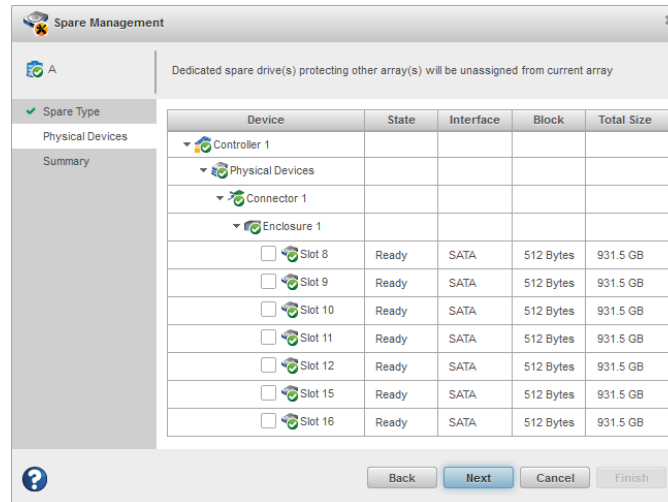 Spare Management
A
Dedicated spare drive(s) protecting other array(s) will be unassigned from current array
Spare Type
Physical Devices
Summary
Device State Interface Block Total Size
Controller 1
Physical Devices
Connector 1
Enclosure 1
Slot 8 Ready SATA 512 Bytes 931.5 GB
Slot 9 Ready SATA 512 Bytes 931.5 GB
Slot 10 Ready SATA 512 Bytes 931.5 GB
Slot 11 Ready SATA 512 Bytes 931.5 GB
Slot 12 Ready SATA 512 Bytes 931.5 GB
Slot 15 Ready SATA 512 Bytes 931.5 GB
Slot 16 Ready SATA 512 Bytes 931.5 GB
? Back Next Cancel Finish